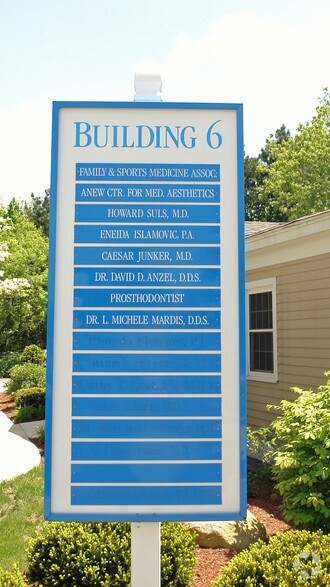 BUILDING 6
FAMILY & SPORTS MEDICINE ASSOC.
ANEW CTR. FOR MED. AESTHETICS
HOWARD SULS, M.D.
ENEIDA ISLAMOVIC, P.A.
CAESAR JUNKER, M.D.
DR. DAVID D. ANZEL, D.D.S.
PROSTHODONTIST
DR. L. MICHELE MARDIS, D.D.S.